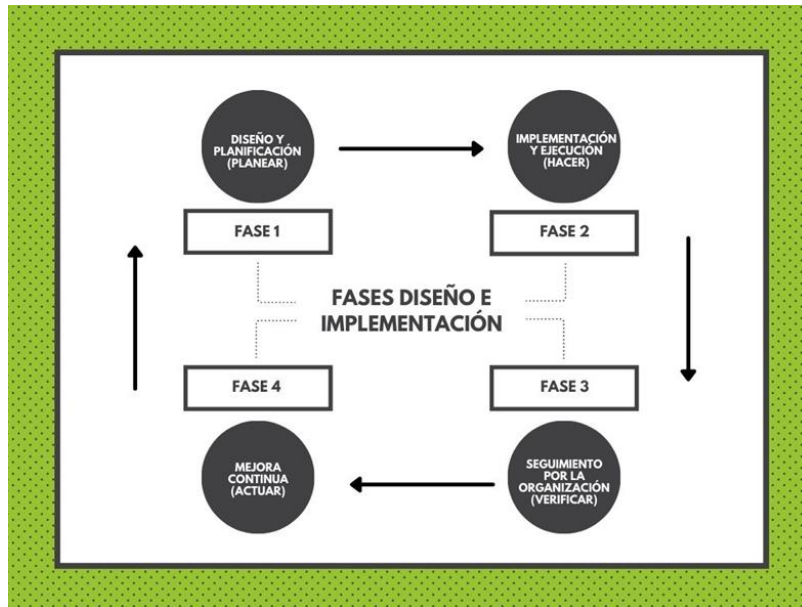 DISEÑO Y
PLANIFICACIÓN
(PLANEAR)
IMPLEMENTACIÓN
Y EJECUCIÓN
(HACER)
FASE 1
FASE 2
FASES DISEÑO E
IMPLEMENTACIÓN
FASE 4
FASE 3
MEJORA
CONTINUA
(ACTUAR)
SEGUIMIENTO
POR LA
ORGANIZACIÓN
(VERIFICAR)